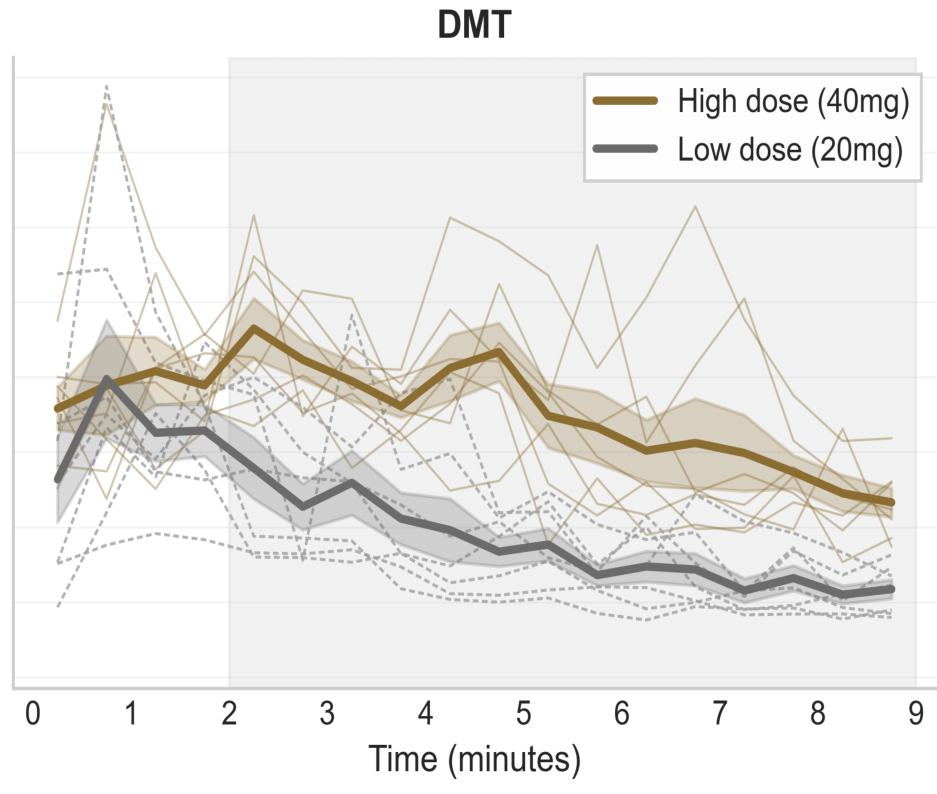 DMT
High dose (40mg)
Low dose (20mg)
0 1 2 3 4 5 6 7 8 9
Time (minutes)